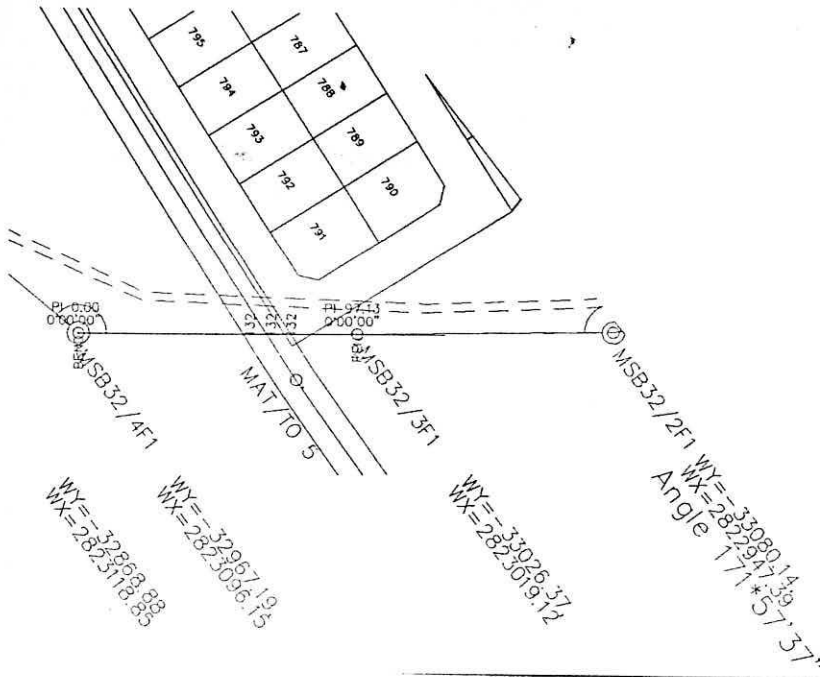 795
787
794
788
793
789
792
790
791
PI 0.00
0'00'00"
32
32
32
PI 97.13
0'00'00"
MSB32/4F1
MAT/TO 5
MSB32/3F1
MSB32/2F1
WY=-32868.88
WX=2823118.85
WY=-32967.19
WX=2823096.15
WY=-33026.37
WX=2823019.12
WY=-33080.14
WX=2822947.39
Angle 171*57'37"